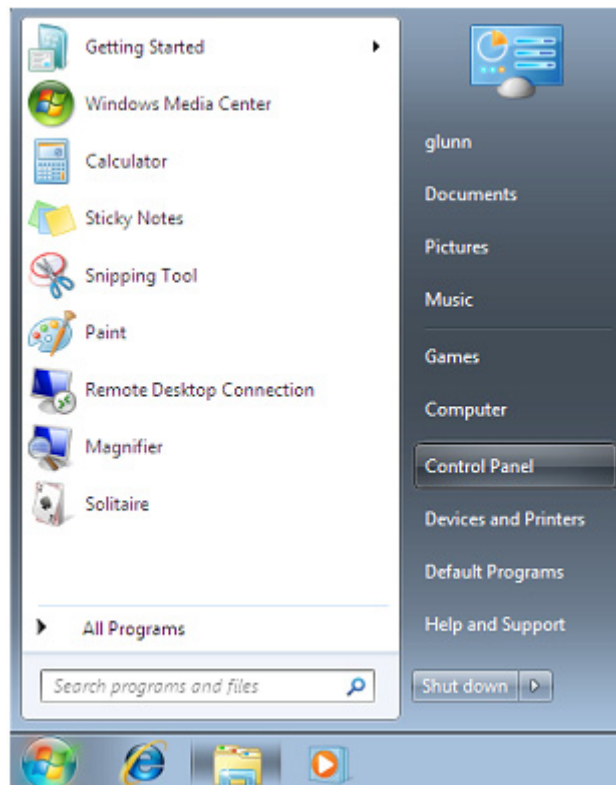 Getting Started
Windows Media Center
Calculator
Sticky Notes
Snipping Tool
Paint
Remote Desktop Connection
Magnifier
Solitaire
All Programs
Search programs and files
glunn
Documents
Pictures
Music
Games
Computer
Control Panel
Devices and Printers
Default Programs
Help and Support
Shut down